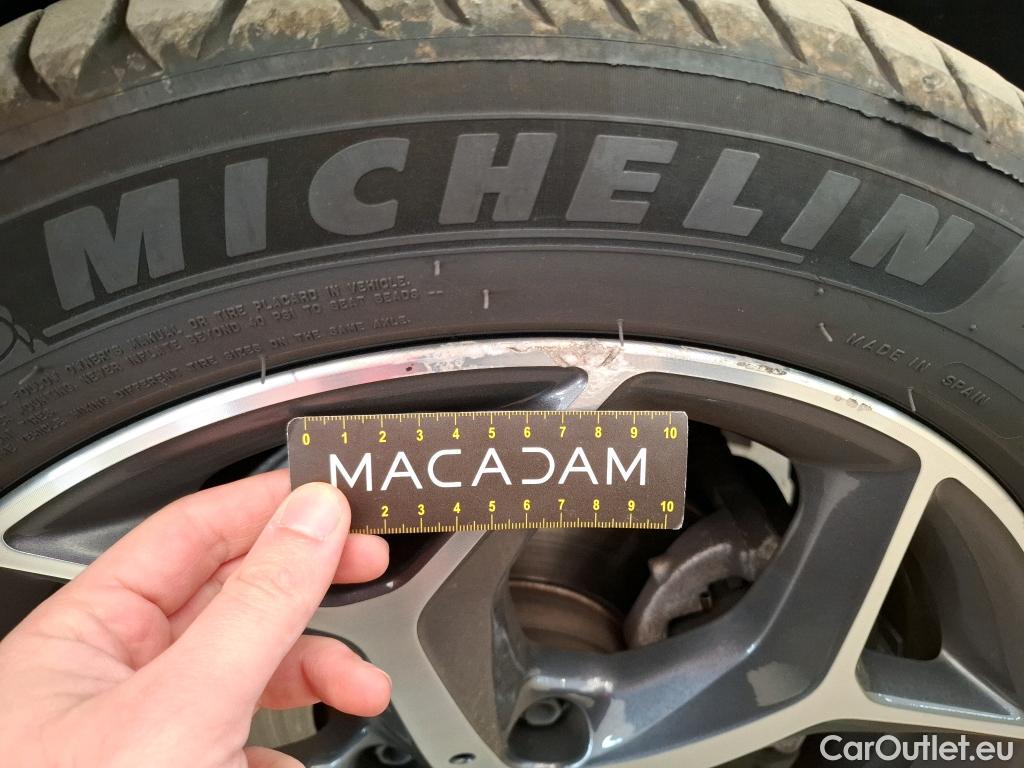 MICHELIN
OWNER'S MANUAL OR TIRE PLACARD IN VEHICLE.
NEVER INFLATE BEYOND 40 PSI TO SEAT BEADS --
DIFFERENT TIRE SIZES ON THE SAME AXLE.
MADE IN SPAIN
0 1 2 3 4 5 6 7 8 9 10
MACADAM
2 3 4 5 6 7 8 9 10
CarOutlet.eu